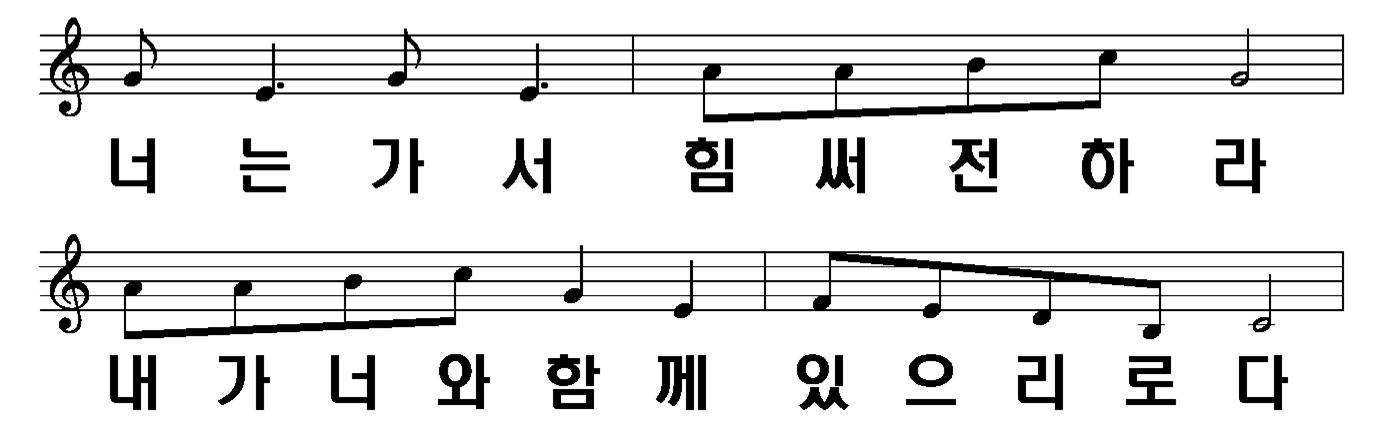 너 는 가 서 힘 써 전 하 라
내 가 너 와 함 께 있 으 리 로 다